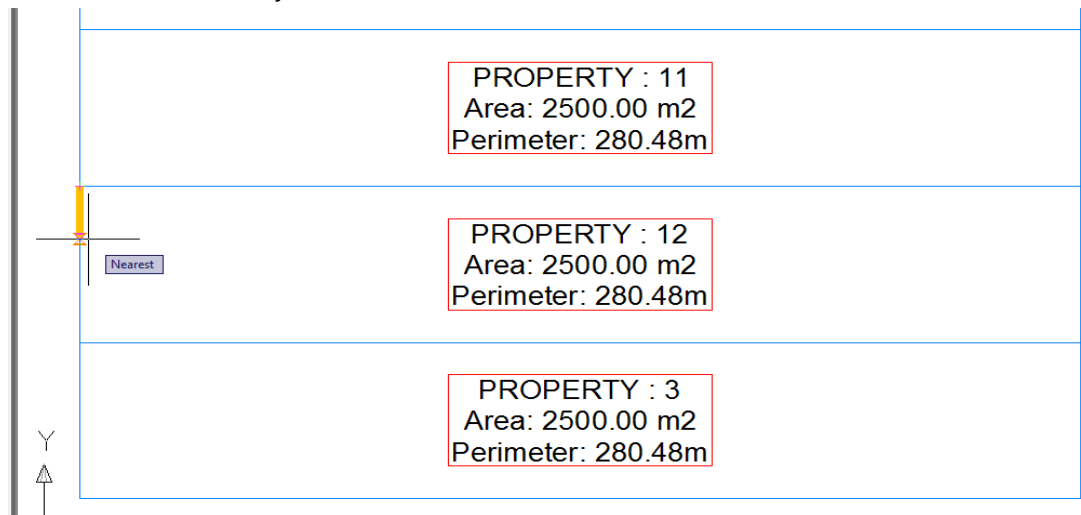 PROPERTY : 11
Area: 2500.00 m2
Perimeter: 280.48m
PROPERTY : 12
Area: 2500.00 m2
Perimeter: 280.48m
Nearest
PROPERTY : 3
Area: 2500.00 m2
Perimeter: 280.48m
Y